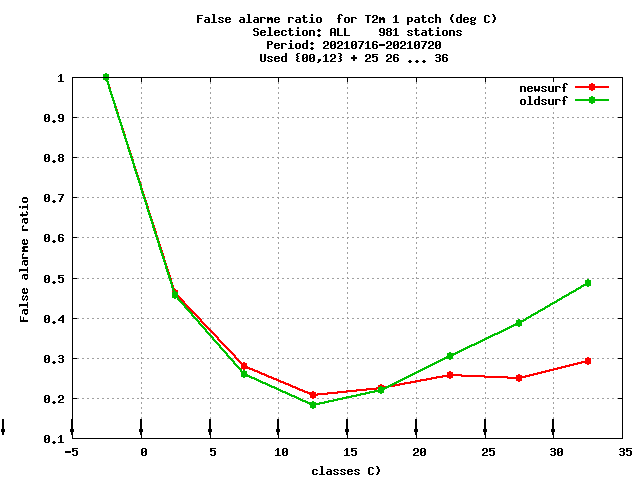 False alarme ratio  for T2m 1 patch (deg C)
Selection: ALL    981 stations
Period: 20210716-20210720
Used {00,12} + 25 26 ... 36
newsurf
oldsurf
1
0.9
0.8
0.7
0.6
0.5
0.4
0.3
0.2
0.1
False alarme ratio
-5 0 5 10 15 20 25 30 35
classes C)